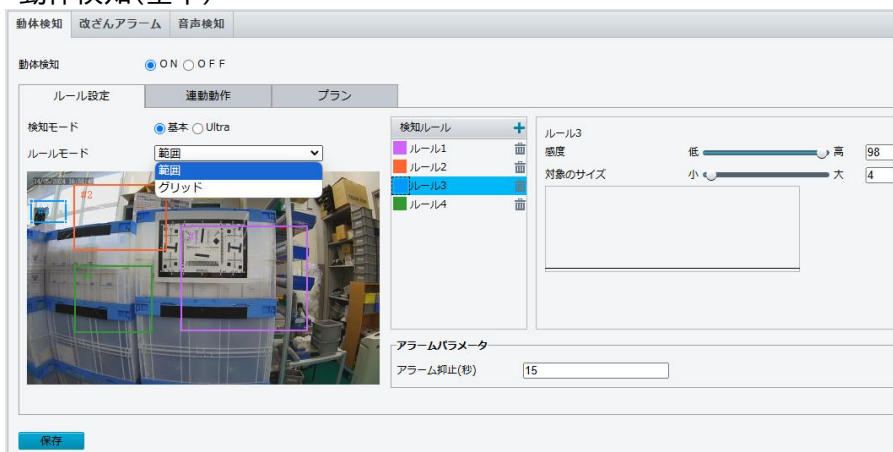 動体検知 改ざんアラーム 音声検知
動体検知 ON OFF
ルール設定 連動動作 プラン
検知モード 基本 Ultra
ルールモード 範囲
範囲
グリッド
#2
検知ルール +
ルール1
ルール2
ルール3
ルール4
ルール3
感度 低 高 98
対象のサイズ 小 大 4
アラームパラメータ
アラーム抑止(秒) 15
保存